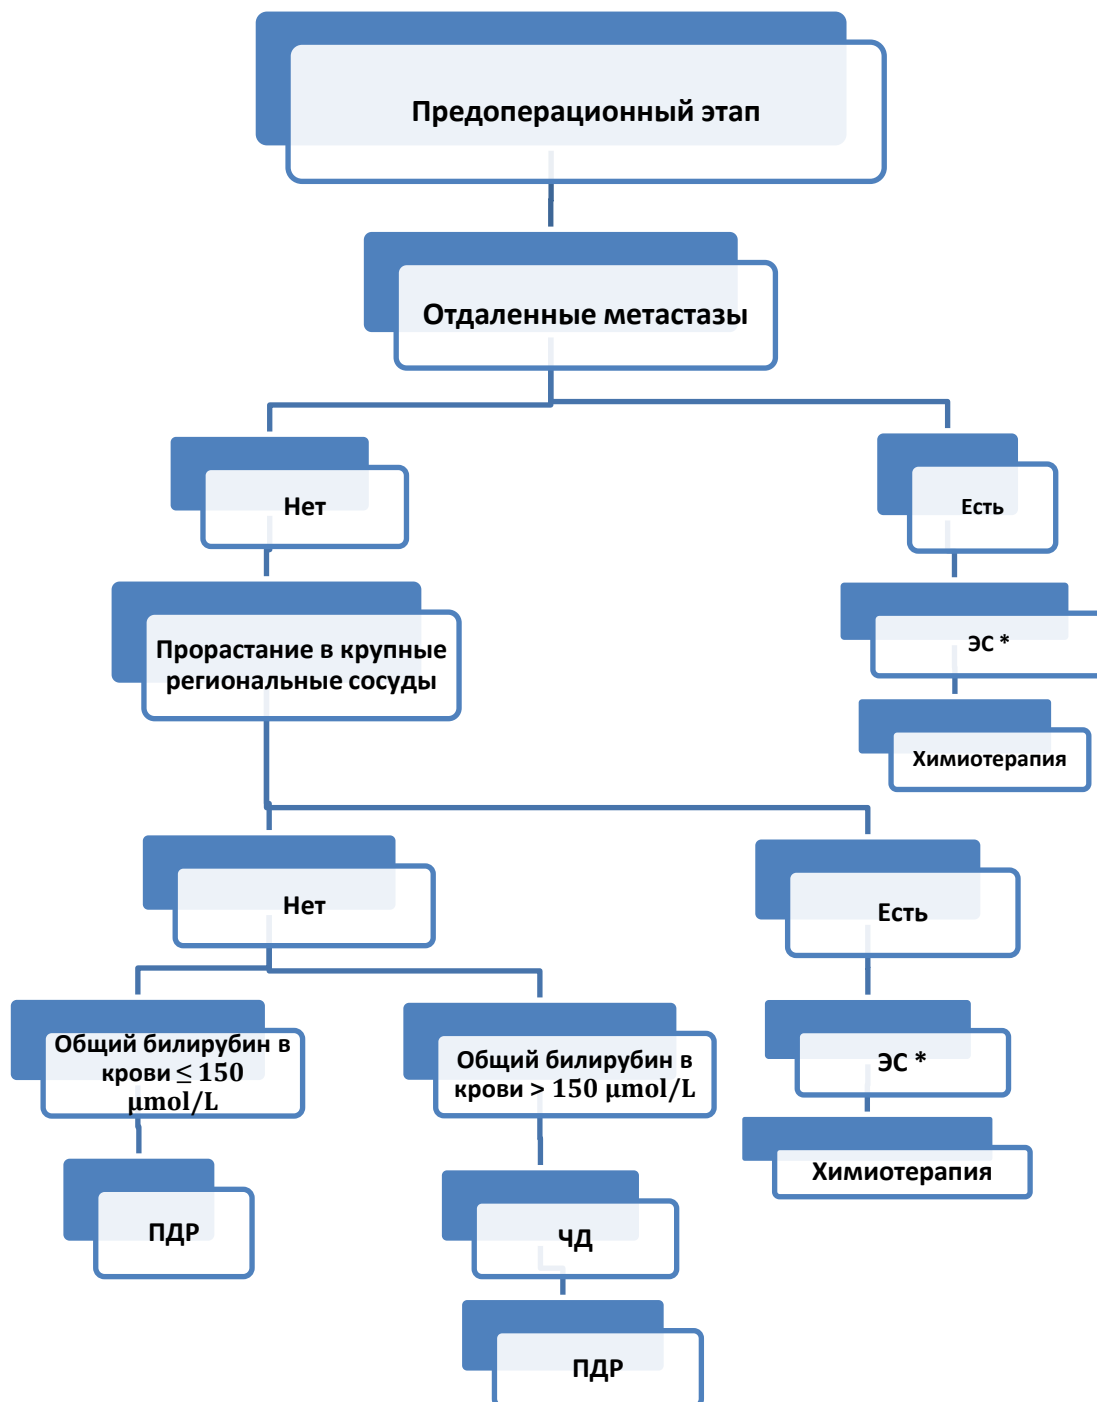 Предоперационный этап
Отдаленные метастазы
Нет
Есть
Прорастание в крупные
региональные сосуды
ЭС *
Химиотерапия
Нет
Есть
Общий билирубин в
крови ≤ 150
μmol/L
Общий билирубин в
крови > 150 μmol/L
ЭС *
Химиотерапия
ПДР
ЧД
ПДР